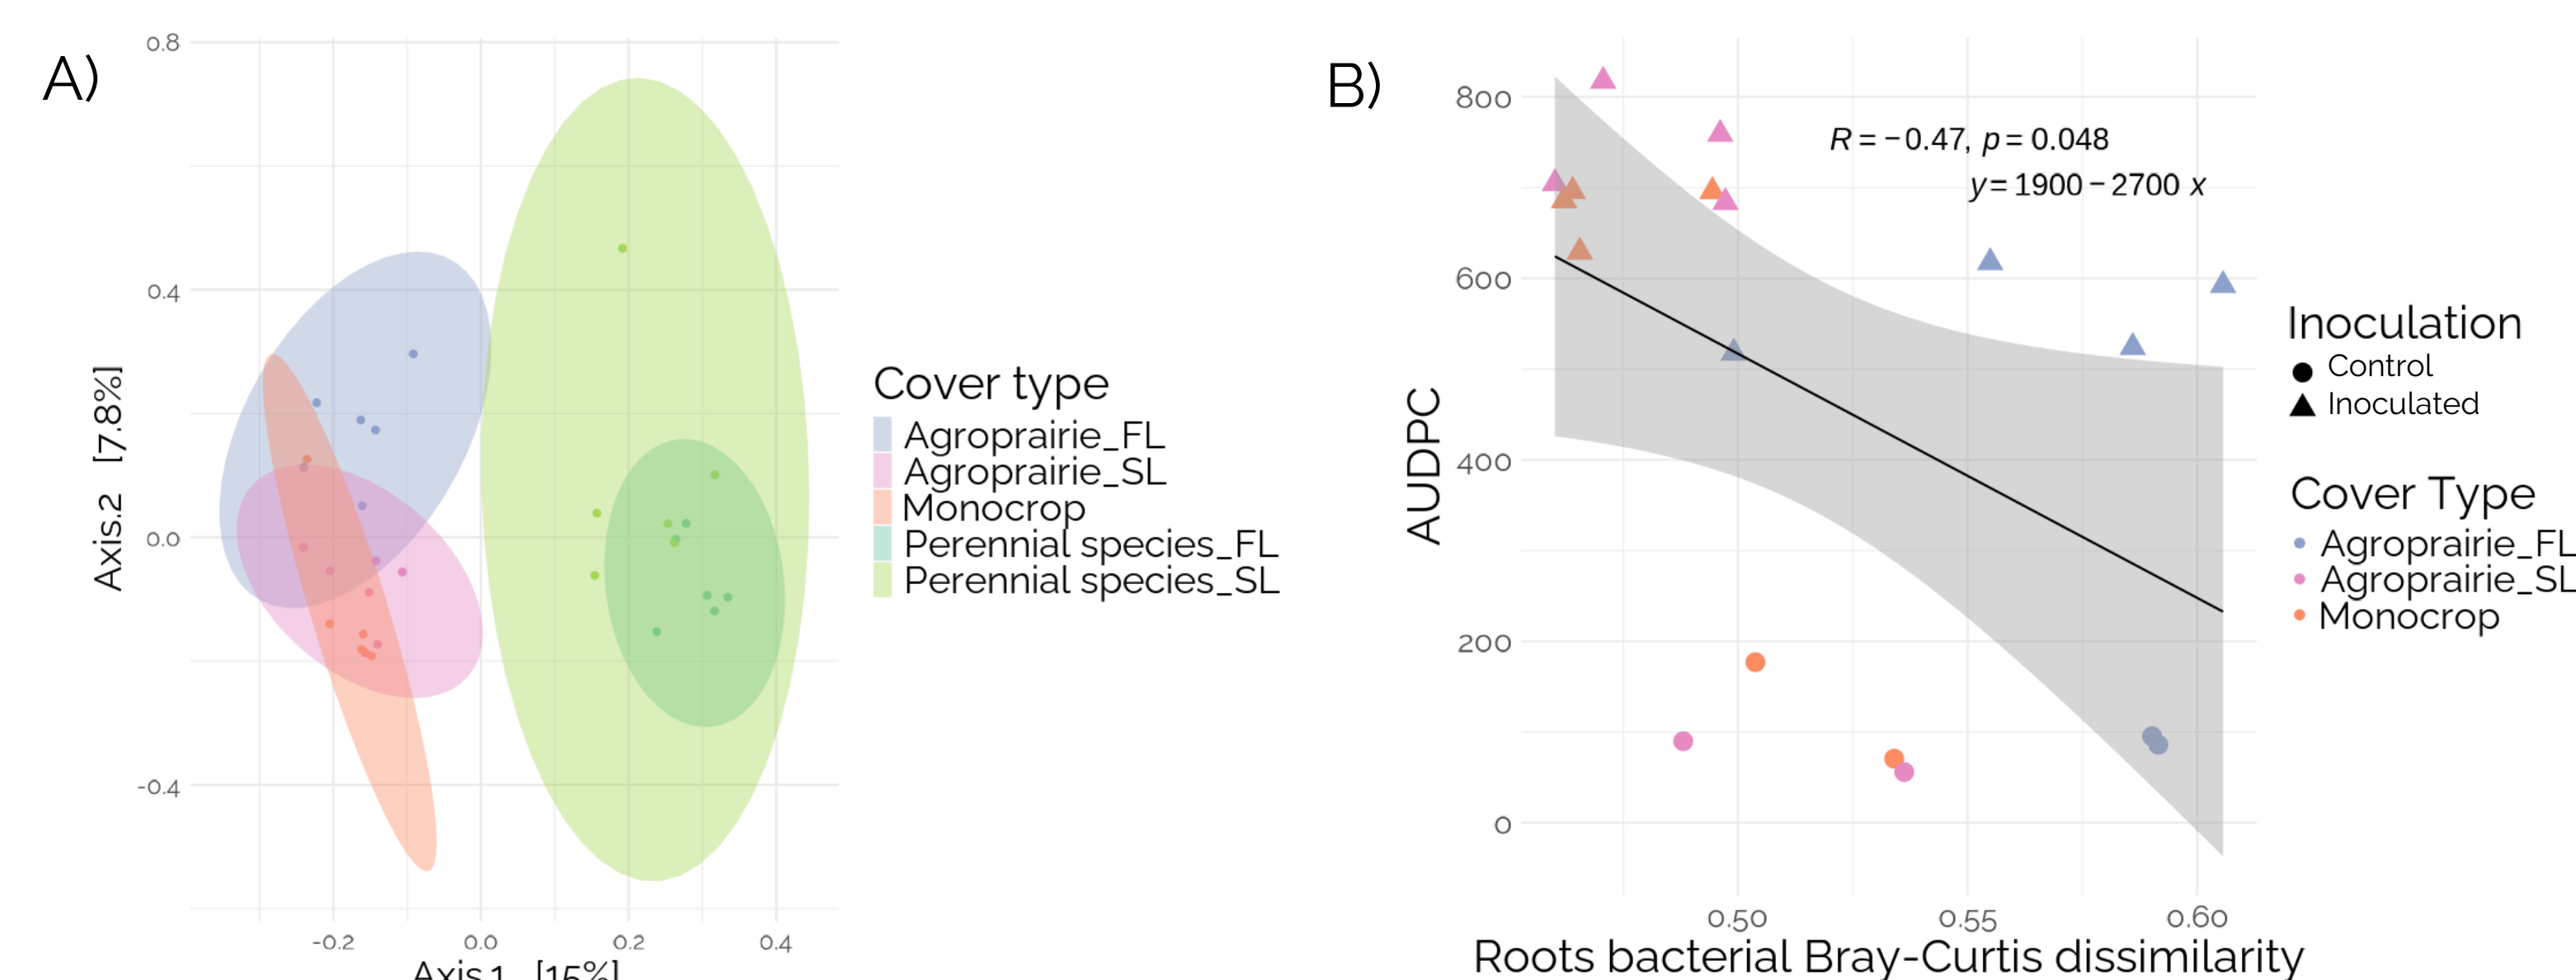 A)
0.8
0.4
0.0
-0.4
Axis.2 [7.8%]
-0.2 0.0 0.2 0.4
Axis.1 [15%]
Cover type
Agroprairie_FL
Agroprairie_SL
Monocrop
Perennial species_FL
Perennial species_SL
B)
800
600
400
200
0
AUDPC
R = −0.47, p = 0.048
y = 1900 − 2700 x
0.50 0.55 0.60
Roots bacterial Bray-Curtis dissimilarity
Inoculation
Control
Inoculated
Cover Type
Agroprairie_FL
Agroprairie_SL
Monocrop